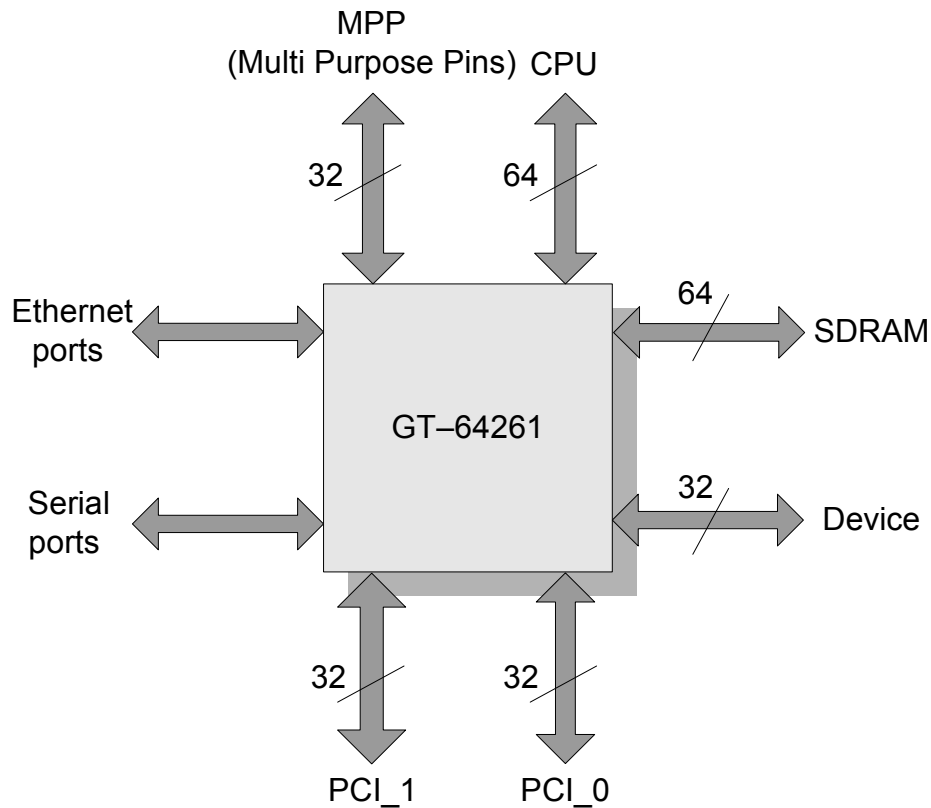 MPP
(Multi Purpose Pins) CPU
32
64
Ethernet
ports
64
SDRAM
GT–64261
Serial
ports
32
Device
32
32
PCI_1
PCI_0